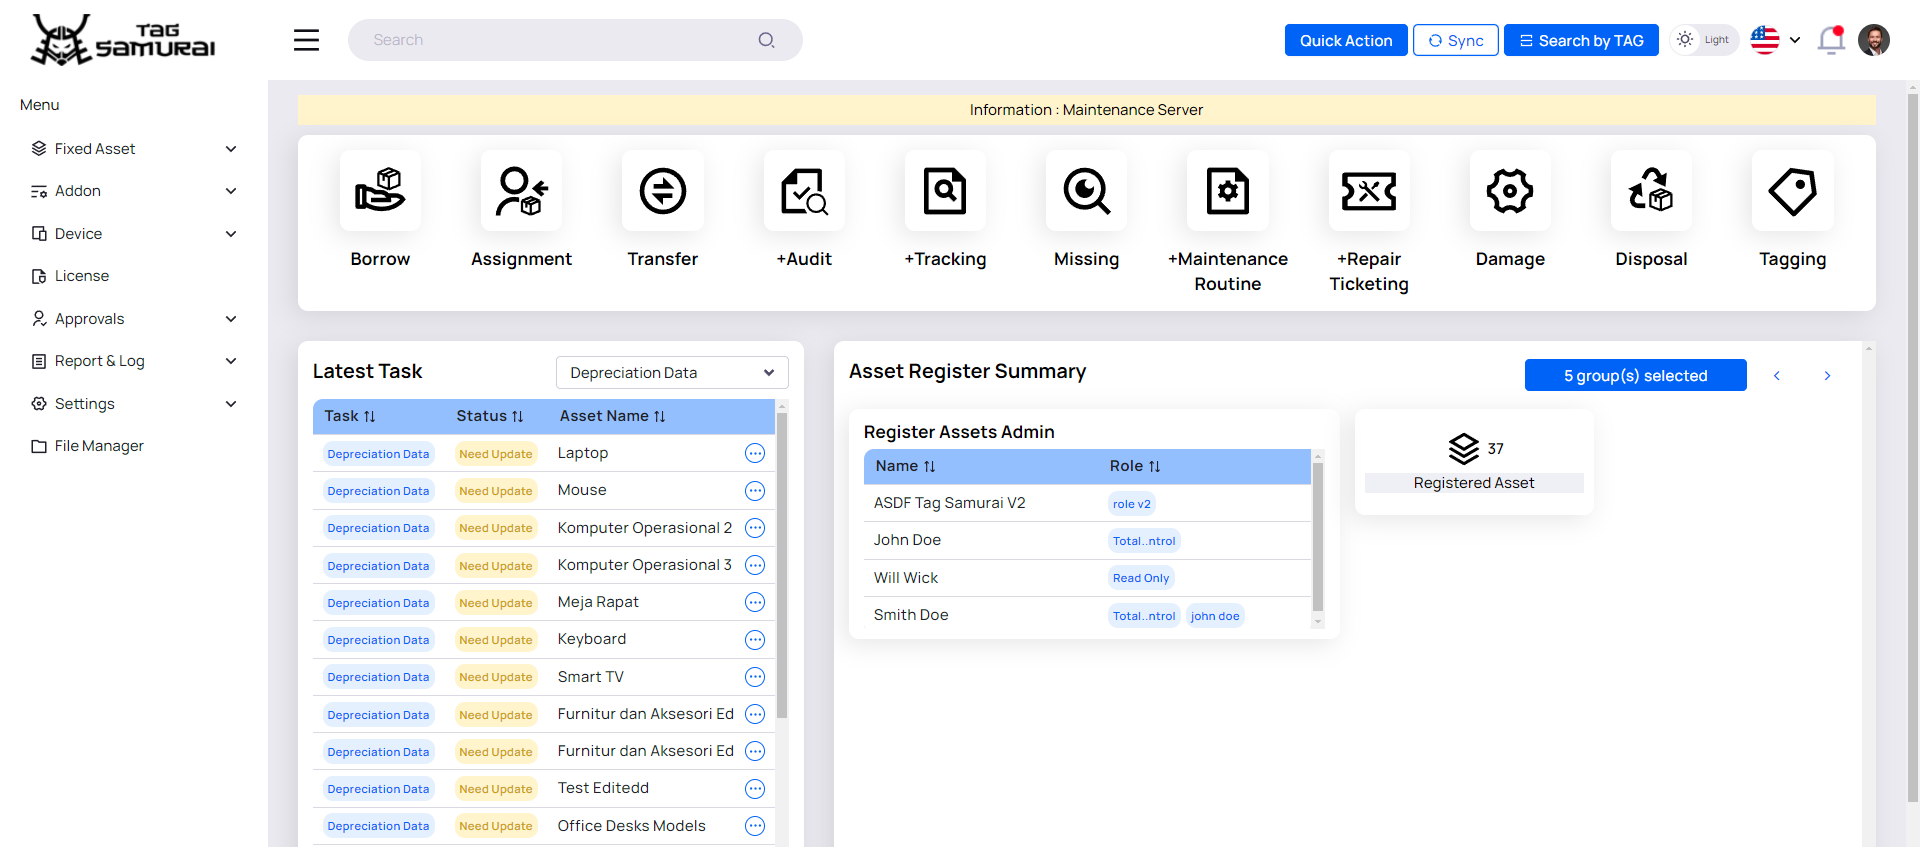 TAG
SAMURAI
Search
Quick Action
Sync
Search by TAG
Light
Menu
Fixed Asset
Addon
Device
License
Approvals
Report & Log
Settings
File Manager
Information : Maintenance Server
Borrow
Assignment
Transfer
+Audit
+Tracking
Missing
+Maintenance
Routine
+Repair
Ticketing
Damage
Disposal
Tagging
Latest Task
Depreciation Data
Task Status Asset Name
Depreciation Data Need Update Laptop
Depreciation Data Need Update Mouse
Depreciation Data Need Update Komputer Operasional 2
Depreciation Data Need Update Komputer Operasional 3
Depreciation Data Need Update Meja Rapat
Depreciation Data Need Update Keyboard
Depreciation Data Need Update Smart TV
Depreciation Data Need Update Furnitur dan Aksesori Ed
Depreciation Data Need Update Furnitur dan Aksesori Ed
Depreciation Data Need Update Test Editedd
Depreciation Data Need Update Office Desks Models
Asset Register Summary
5 group(s) selected
Register Assets Admin
Name Role
ASDF Tag Samurai V2 role v2
John Doe Total..ntrol
Will Wick Read Only
Smith Doe Total..ntrol john doe
37
Registered Asset